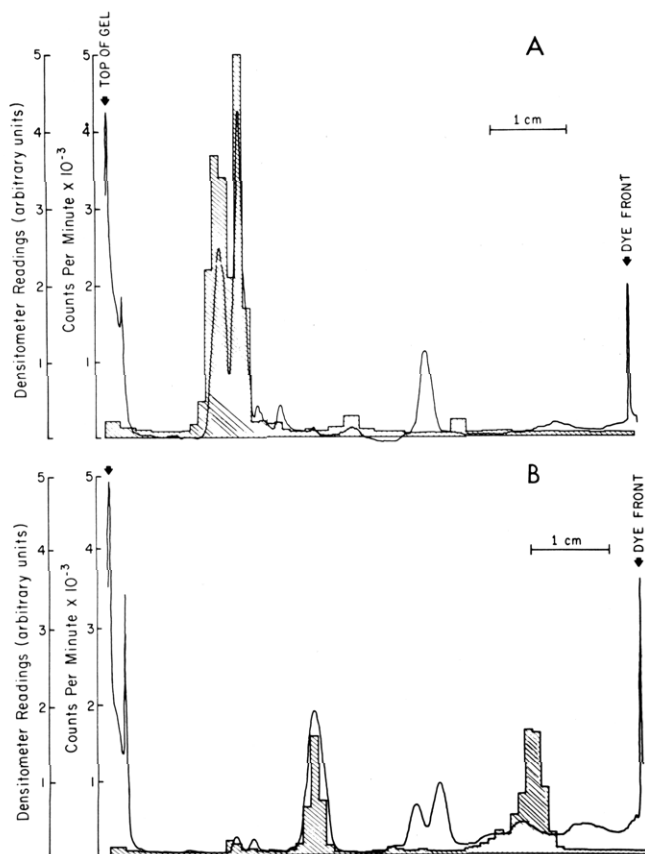 A
TOP OF GEL
5
4
3
2
1
Densitometer Readings (arbitrary units)
5
4
3
2
1
Counts Per Minute x 10⁻³
1 cm
DYE FRONT
B
5
4
3
2
1
Densitometer Readings (arbitrary units)
5
4
3
2
1
Counts Per Minute x 10⁻³
1 cm
DYE FRONT